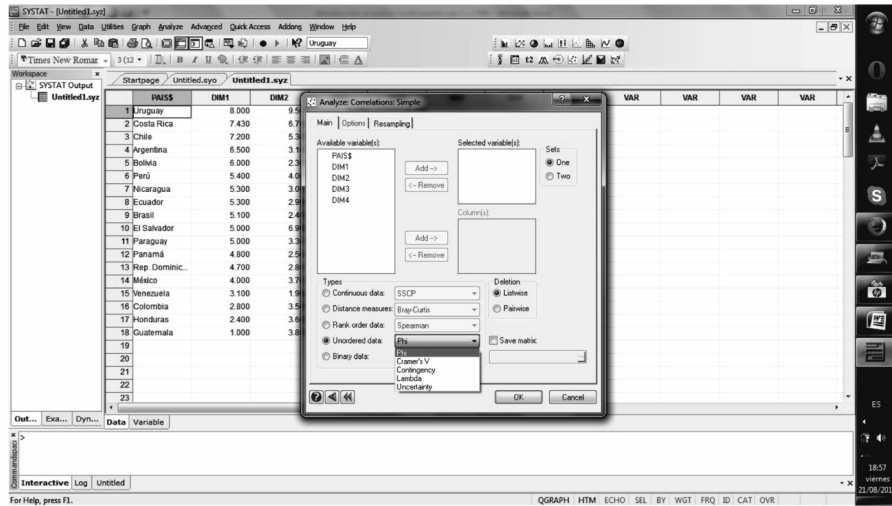 SYSTAT - [Untitled1.syz]
File Edit View Data Utilities Graph Analyze Advanced Quick Access Addons Window Help
Uruguay
Times New Romar 3 (12 B I U
Workspace
SYSTAT Output
Untitled1.syz
Startpage Untitled.syo Untitled1.syz
PAIS$ DIM1 DIM2 VAR VAR VAR VAR
1 Uruguay 8.000
2 Costa Rica 7.430
3 Chile 7.200
4 Argentina 6.500
5 Bolivia 6.000
6 Perú 5.400
7 Nicaragua 5.300
8 Ecuador 5.300
9 Brasil 5.100
10 El Salvador 5.000
11 Paraguay 5.000
12 Panamá 4.800
13 Rep. Dominic...  4.700
14 México 4.000
15 Venezuela 3.100
16 Colombia 2.800
17 Honduras 2.400
18 Guatemala 1.000
19
20
21
22
23
Analyze: Correlations: Simple
Main Options Resampling
Available variable(s):
PAIS$
DIM1
DIM2
DIM3
DIM4
Add -->
<-- Remove
Selected variable(s):
Sets
One
Two
Column(s):
Add -->
<-- Remove
Types
Continuous data: SSCP
Distance measures: Bray-Curtis
Rank order data: Spearman
Unordered data: Phi
Binary data:
Phi
Cramer's V
Contingency
Lambda
Uncertainty
Deletion
Listwise
Pairwise
Save matrix:
OK Cancel
Out... Exa... Dyn...
Data Variable
Commandspac
>
Interactive Log Untitled
For Help, press F1.
QGRAPH HTM ECHO SEL BY WGT FRQ ID CAT OVR
ES
18:57
viernes
21/08/201